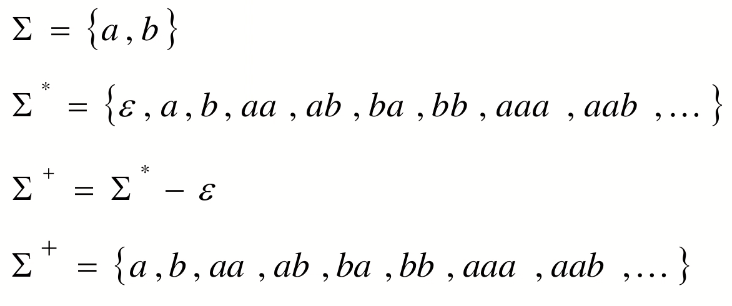 Σ = {a , b}
Σ* = {ε , a , b , aa , ab , ba , bb , aaa , aab , … }
Σ⁺ = Σ* − ε
Σ⁺ = {a , b , aa , ab , ba , bb , aaa , aab , … }